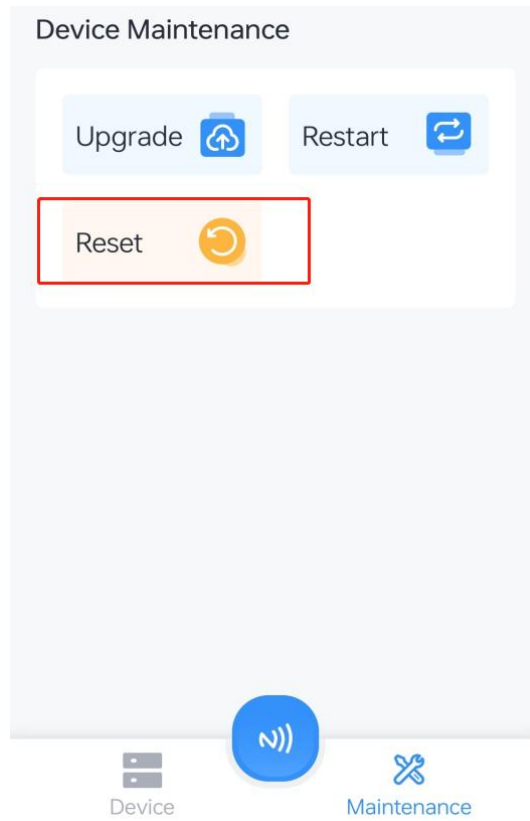 Device Maintenance
Upgrade
Restart
Reset
Device
Maintenance